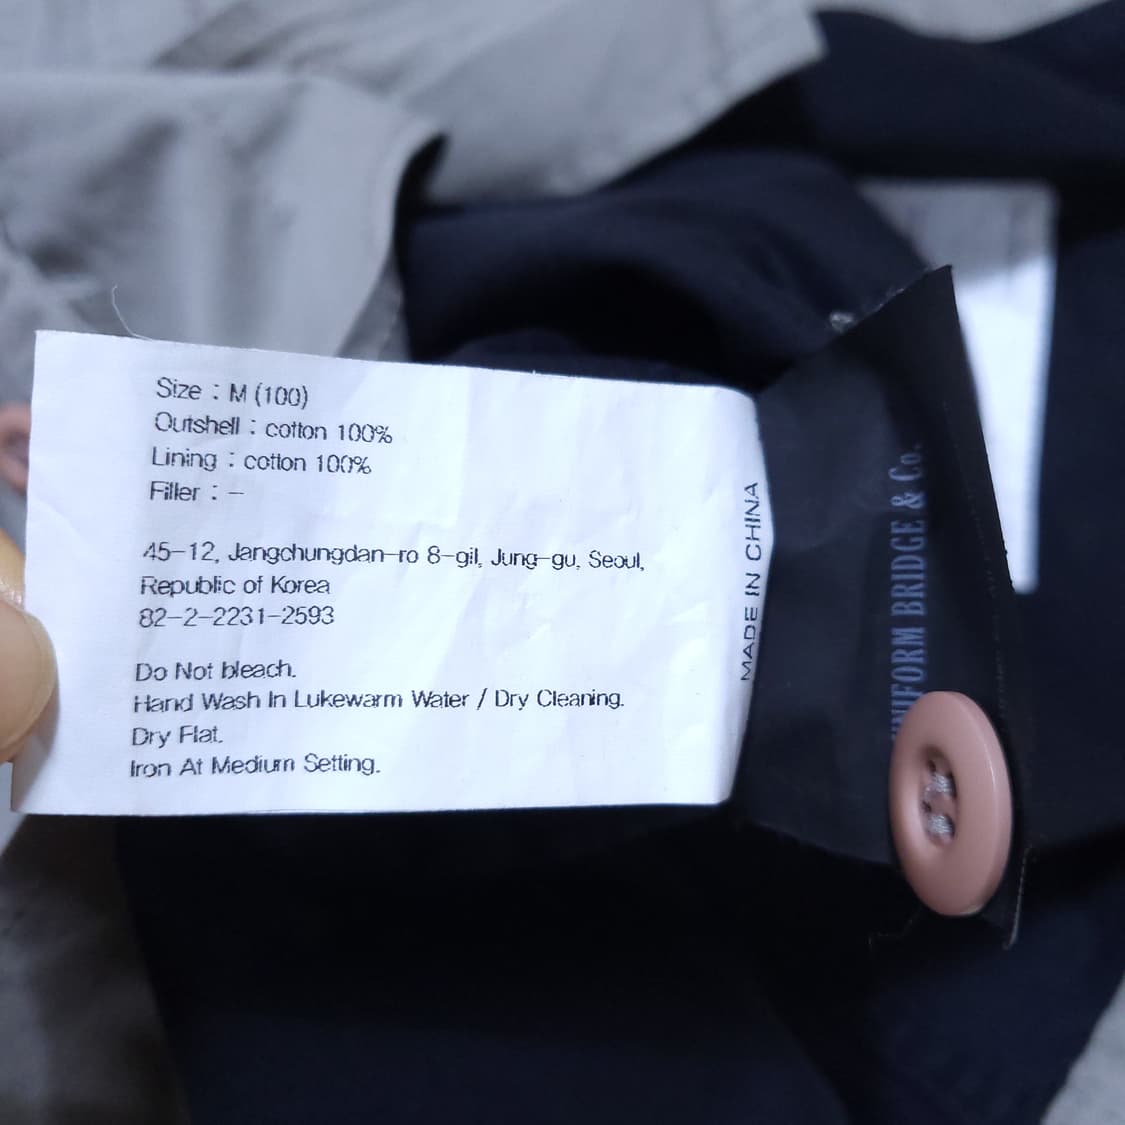 Size : M (100)
Outshell : cotton 100%
Lining : cotton 100%
Filler : –
45–12, Jangchungdan–ro 8–gil, Jung–gu, Seoul,
Republic of Korea
82–2–2231–2593
Do Not bleach.
Hand Wash In Lukewarm Water / Dry Cleaning.
Dry Flat.
Iron At Medium Setting.
MADE IN CHINA
NIFORM BRIDGE & Co.